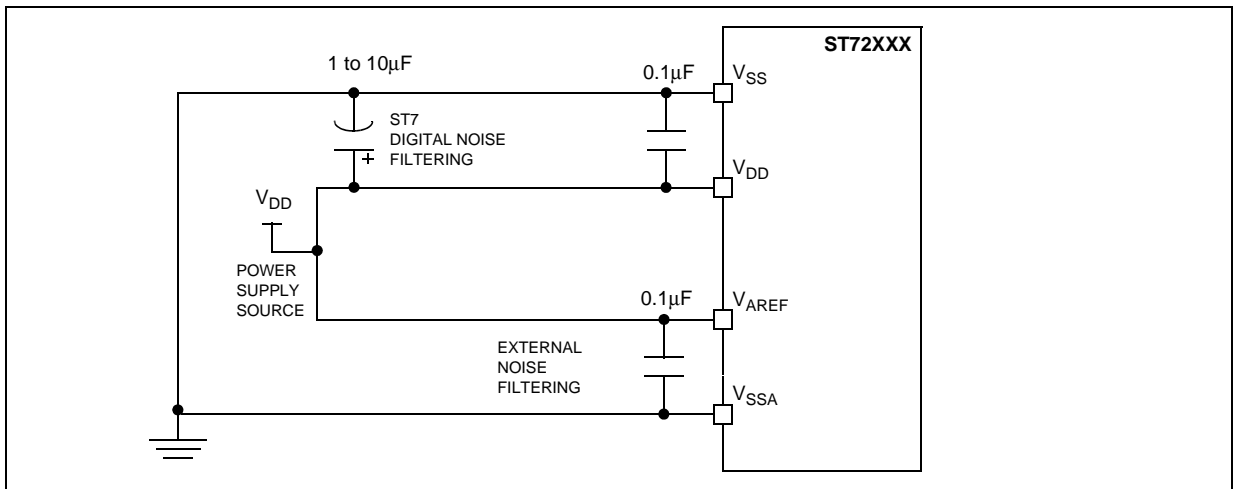 ST72XXX
1 to 10μF
0.1μF
VSS
ST7
DIGITAL NOISE
FILTERING
+
VDD
VDD
POWER
SUPPLY
SOURCE
0.1μF
VAREF
EXTERNAL
NOISE
FILTERING
VSSA